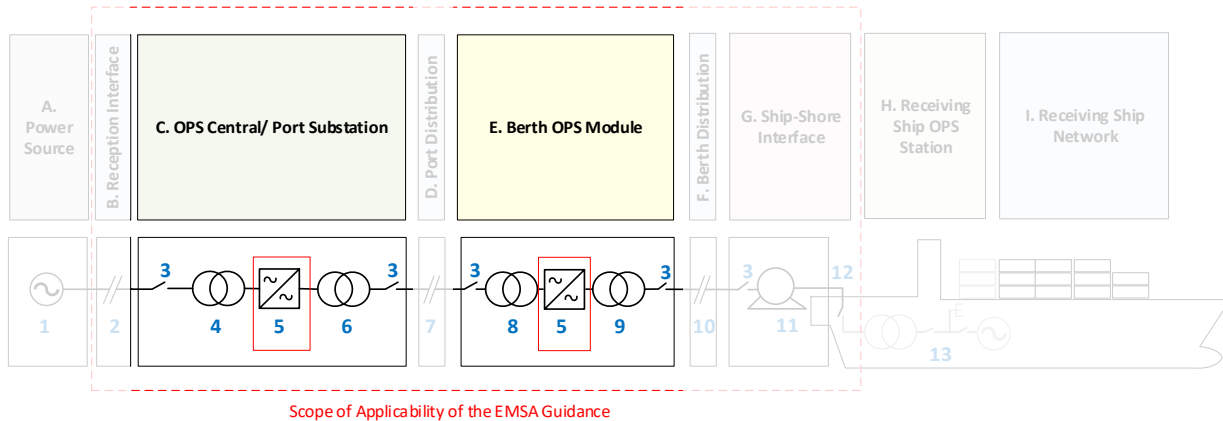 A.
Power
Source
B. Reception Interface
C. OPS Central/ Port Substation
D. Port Distribution
E. Berth OPS Module
F. Berth Distribution
G. Ship-Shore
Interface
H. Receiving
Ship OPS
Station
I. Receiving Ship
Network
1
2
3
4
5
6
3
7
3
8
5
9
3
10
3
11
12
E
13
Scope of Applicability of the EMSA Guidance